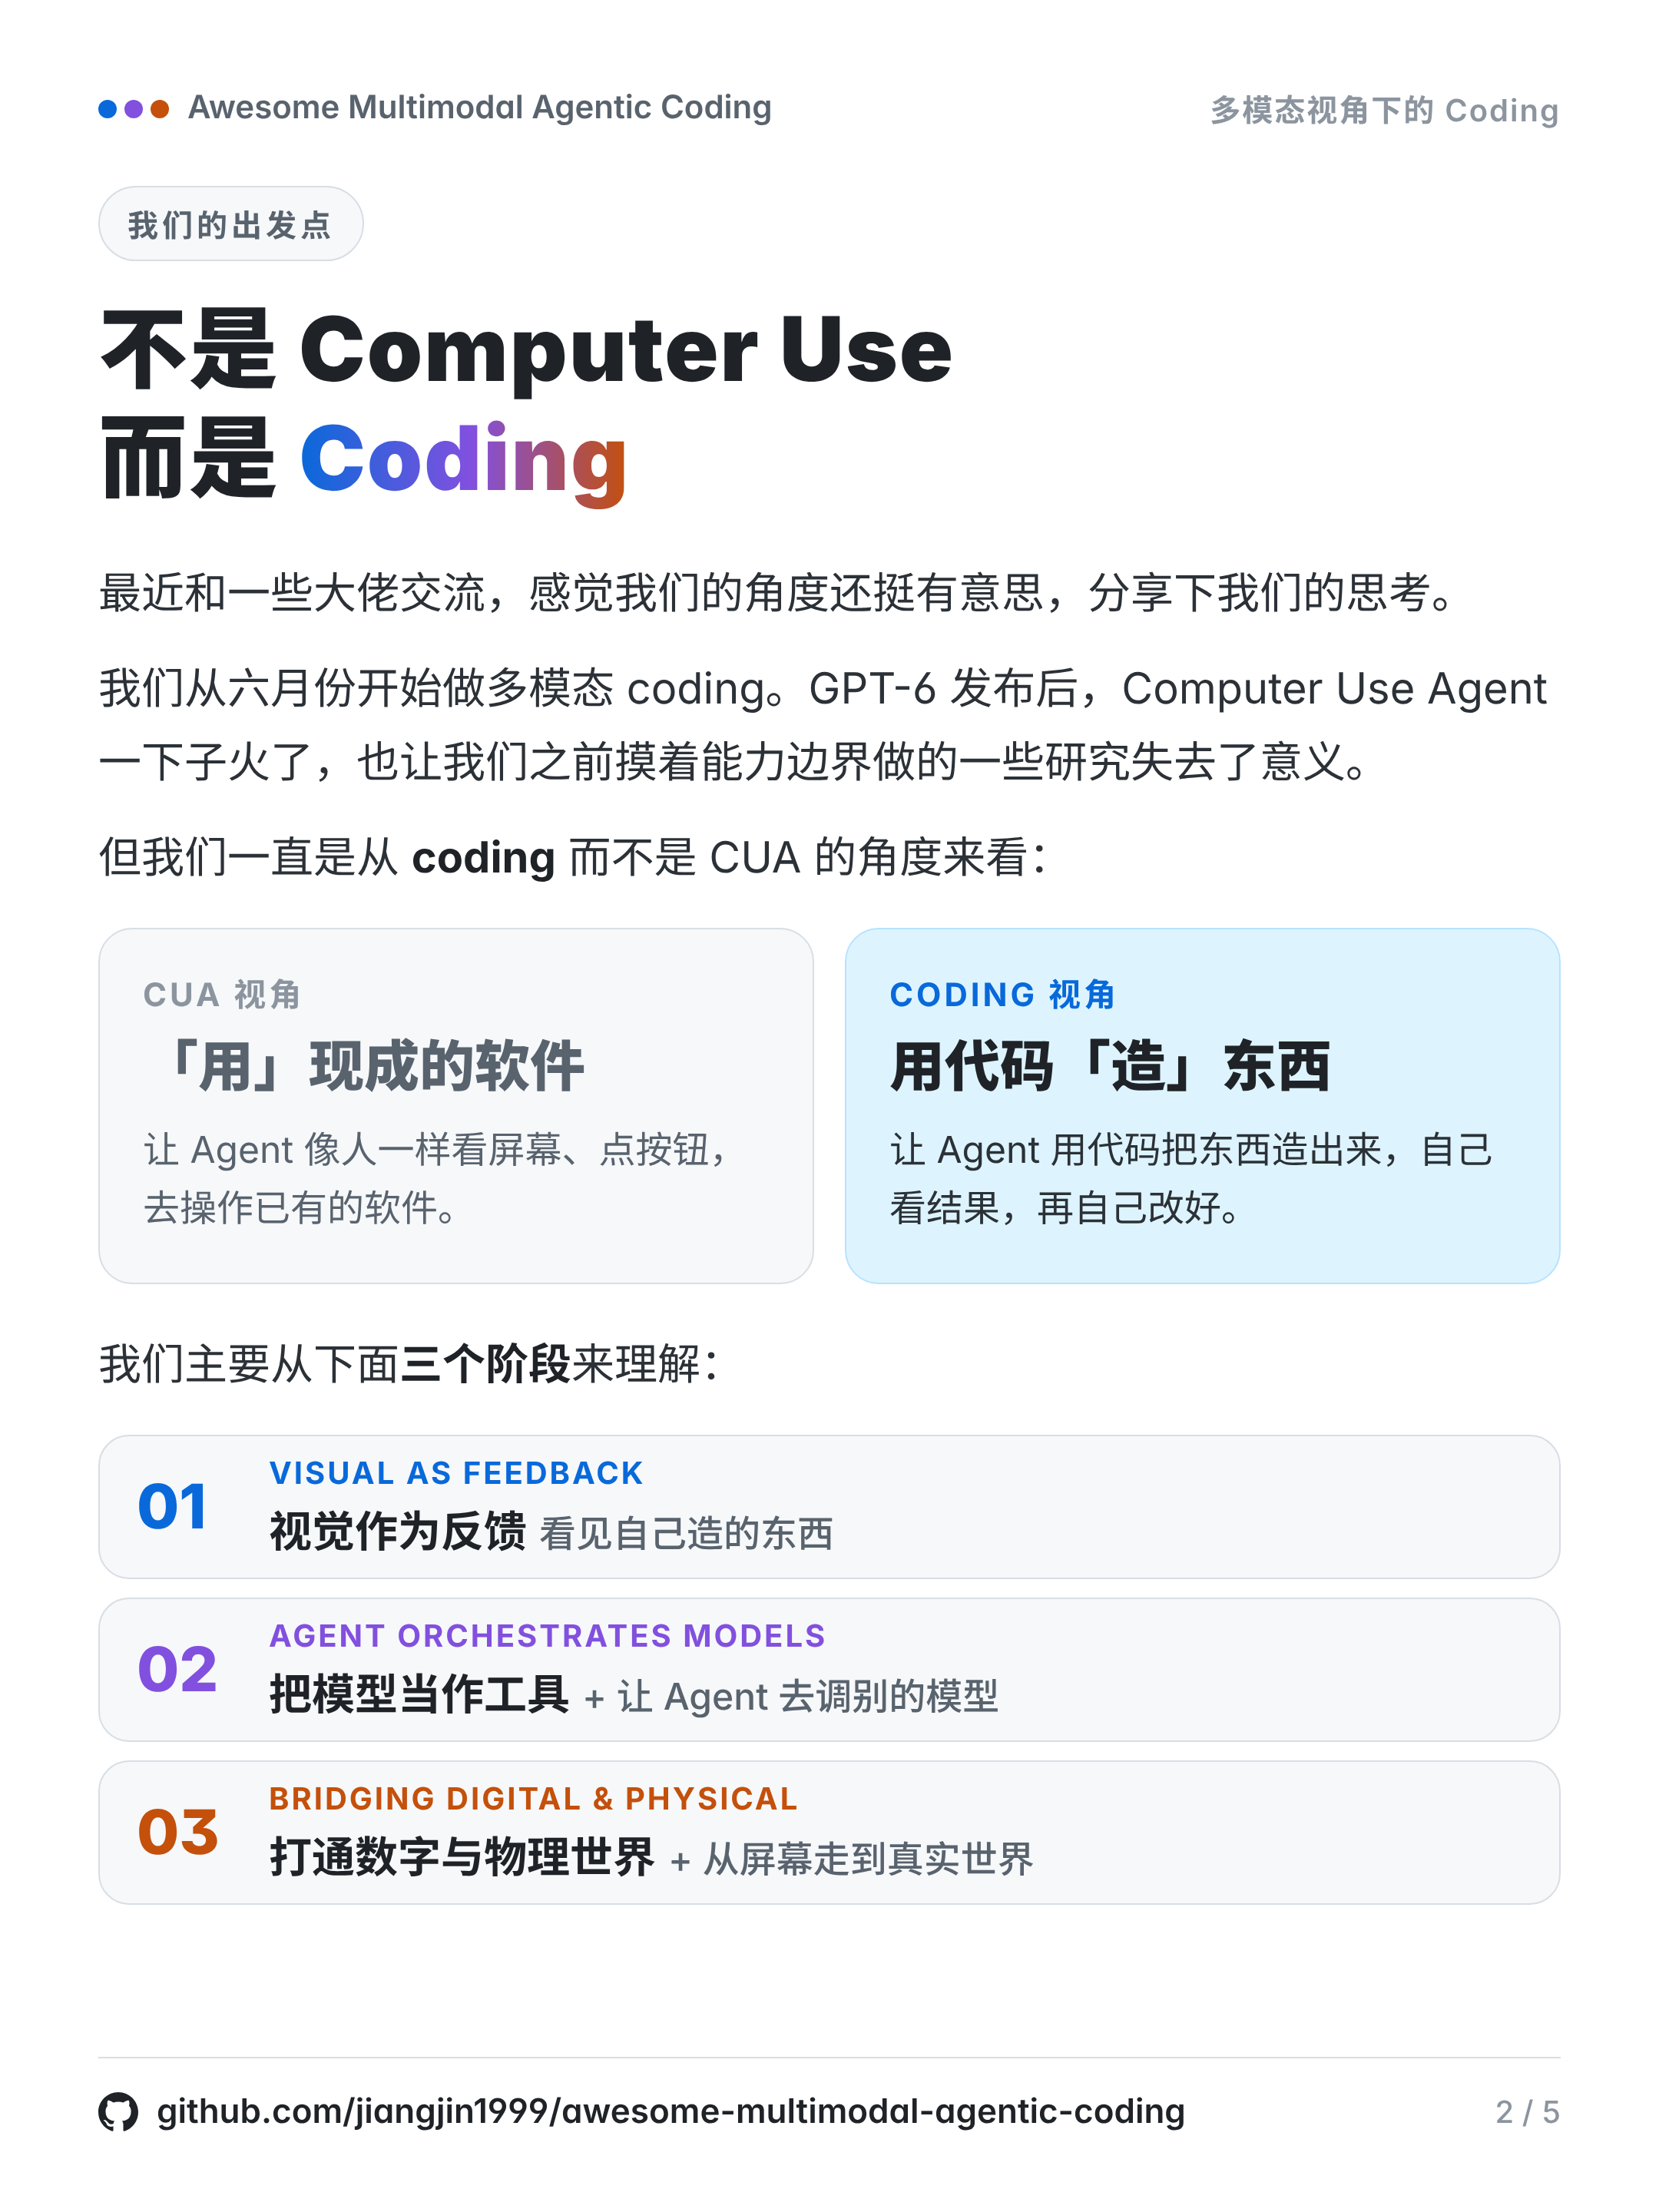 Awesome Multimodal Agentic Coding
多模态视角下的 Coding
我们的出发点
不是 Computer Use
而是 Coding
最近和一些大佬交流，感觉我们的角度还挺有意思，分享下我们的思考。
我们从六月份开始做多模态 coding。GPT-6 发布后，Computer Use Agent
一下子火了，也让我们之前摸着能力边界做的一些研究失去了意义。
但我们一直是从 coding 而不是 CUA 的角度来看：
CUA 视角
「用」现成的软件
让 Agent 像人一样看屏幕、点按钮，
去操作已有的软件。
CODING 视角
用代码「造」东西
让 Agent 用代码把东西造出来，自己
看结果，再自己改好。
我们主要从下面三个阶段来理解：
01
VISUAL AS FEEDBACK
视觉作为反馈 看见自己造的东西
02
AGENT ORCHESTRATES MODELS
把模型当作工具 + 让 Agent 去调别的模型
03
BRIDGING DIGITAL & PHYSICAL
打通数字与物理世界 + 从屏幕走到真实世界
github.com/jiangjin1999/awesome-multimodal-agentic-coding
2 / 5